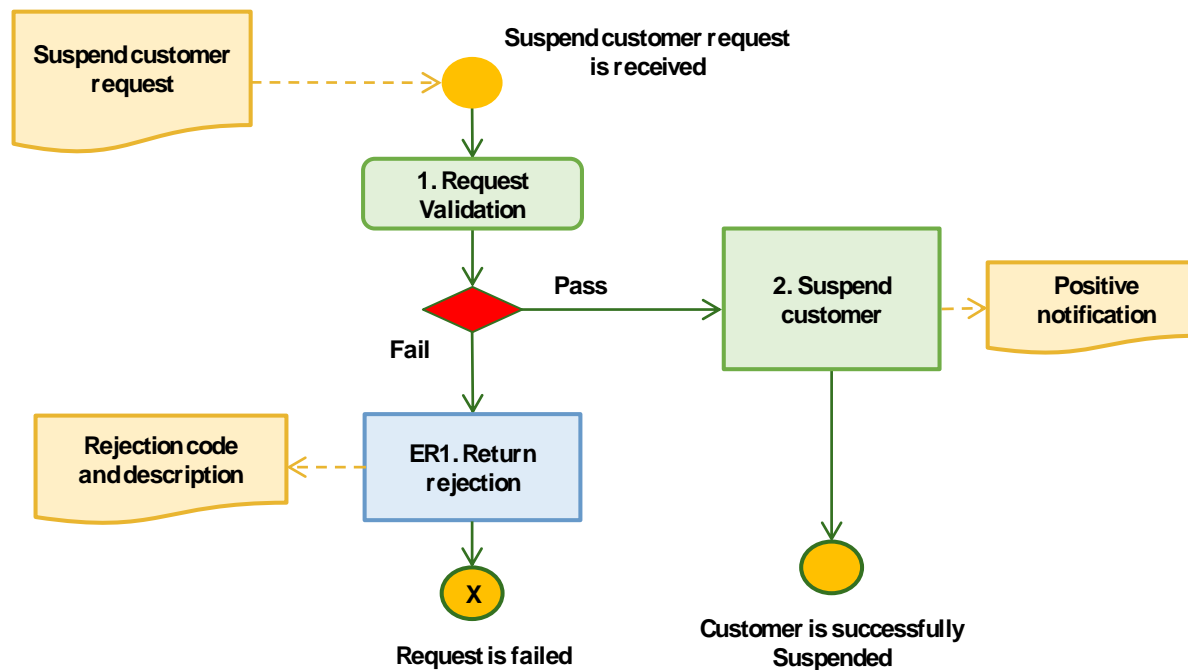 Suspend customer
request
Suspend customer request
is received
1. Request
Validation
Pass
2. Suspend
customer
Positive
notification
Fail
Rejection code
and description
ER1. Return
rejection
X
Request is failed
Customer is successfully
Suspended